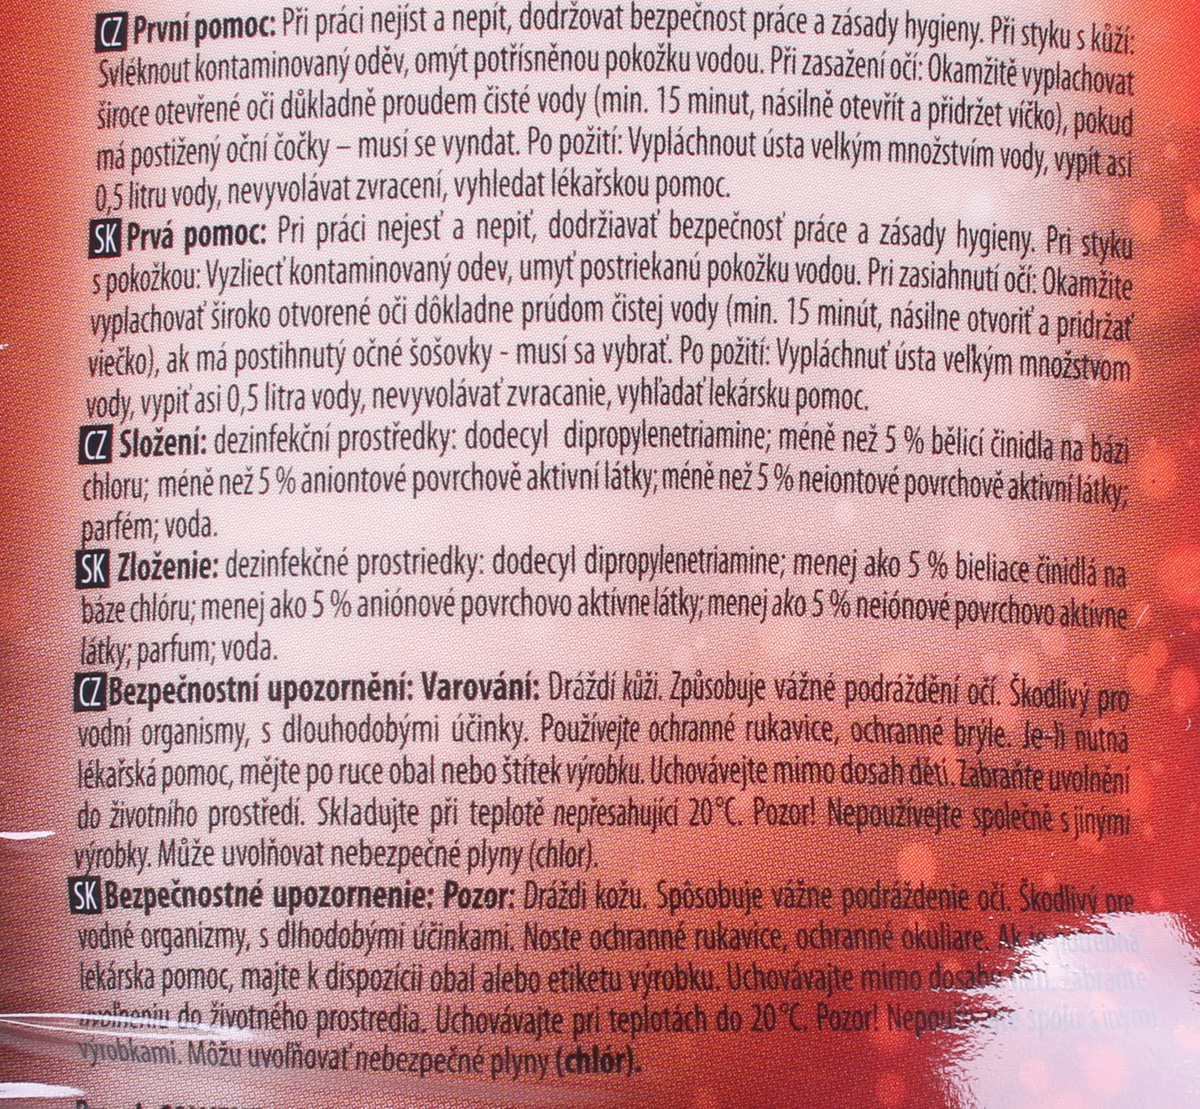 CZ První pomoc: Při práci nejíst a nepít, dodržovat bezpečnost práce a zásady hygieny. Při styku s kůží:
Svléknout kontaminovaný oděv, omýt potřísněnou pokožku vodou. Při zasažení očí: Okamžitě vyplachovat
široce otevřené oči důkladně proudem čisté vody (min. 15 minut, násilně otevřít a přidržet víčko), pokud
má postižený oční čočky – musí se vyndat. Po požití: Vypláchnout ústa velkým množstvím vody, vypít asi
0,5 litru vody, nevyvolávat zvracení, vyhledat lékařskou pomoc.
SK Prvá pomoc: Pri práci nejesť a nepiť, dodržiavať bezpečnosť práce a zásady hygieny. Pri styku
s pokožkou: Vyzliecť kontaminovaný odev, umyť postriekanú pokožku vodou. Pri zasiahnutí očí: Okamžite
vyplachovať široko otvorené oči dôkladne prúdom čistej vody (min. 15 minút, násilne otvoriť a pridržať
viečko), ak má postihnutý očné šošovky - musí sa vybrať. Po požití: Vypláchnuť ústa veľkým množstvom
vody, vypiť asi 0,5 litra vody, nevyvolávať zvracanie, vyhľadať lekársku pomoc.
CZ Složení: dezinfekční prostředky: dodecyl dipropylenetriamine; méně než 5 % bělicí činidla na bázi
chloru; méně než 5 % aniontové povrchově aktivní látky; méně než 5 % neiontové povrchově aktivní látky;
parfém; voda.
SK Zloženie: dezinfekčné prostriedky: dodecyl dipropylenetriamine; menej ako 5 % bieliace činidlá na
báze chlóru; menej ako 5 % aniónové povrchovo aktívne látky; menej ako 5 % neiónové povrchovo aktívne
látky; parfum; voda.
CZ Bezpečnostní upozornění: Varování: Dráždí kůži. Způsobuje vážné podráždění očí. Škodlivý pro
vodní organismy, s dlouhodobými účinky. Používejte ochranné rukavice, ochranné brýle. Je-li nutná
lékařská pomoc, mějte po ruce obal nebo štítek výrobku. Uchovávejte mimo dosah dětí. Zabraňte uvolnění
do životního prostředí. Skladujte při teplotě nepřesahující 20°C. Pozor! Nepoužívejte společně s jinými
výrobky. Může uvolňovat nebezpečné plyny (chlor).
SK Bezpečnostné upozornenie: Pozor: Dráždi kožu. Spôsobuje vážne podráždenie očí. Škodlivý pre
vodné organizmy, s dlhodobými účinkami. Noste ochranné rukavice, ochranné okuliare. Ak je potrebná
lekárska pomoc, majte k dispozícii obal alebo etiketu výrobku. Uchovávajte mimo dosahu detí. Zabraňte
uvoľneniu do životného prostredia. Uchovávajte pri teplotách do 20°C. Pozor! Nepoužívajte spolu s inými
výrobkami. Môžu uvoľňovať nebezpečné plyny (chlór).